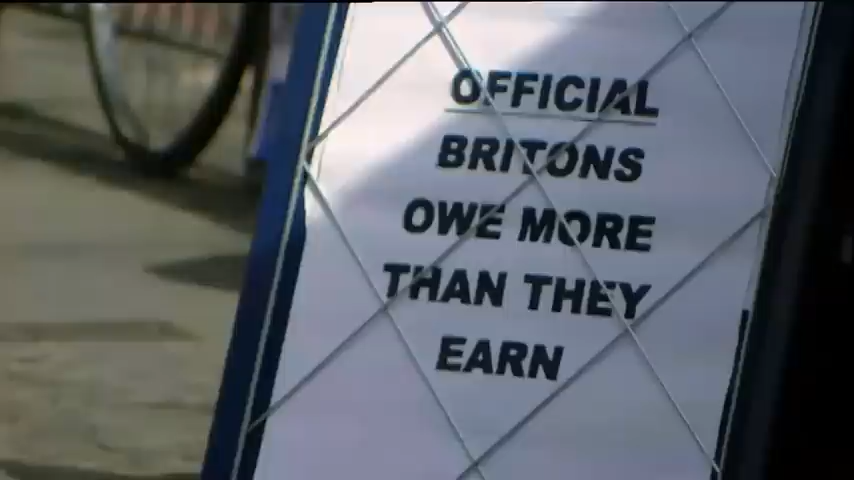 OFFICIAL
BRITONS
OWE MORE
THAN THEY
EARN